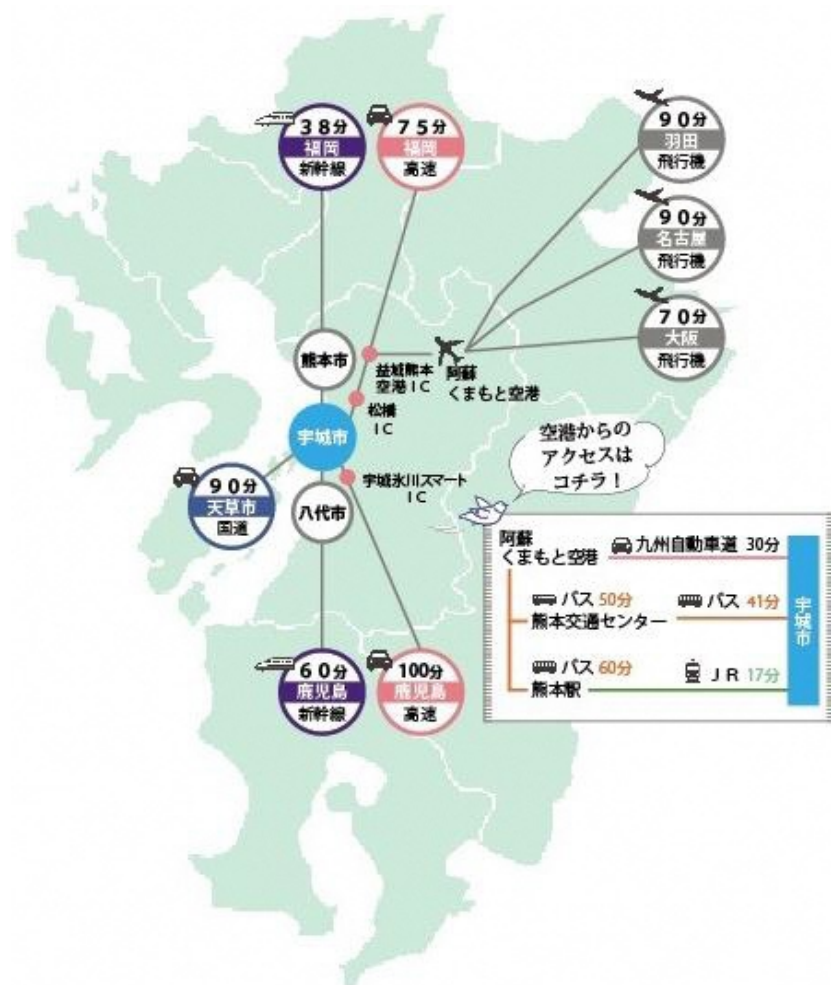 38分
福岡
新幹線
75分
福岡
高速
90分
羽田
飛行機
90分
名古屋
飛行機
70分
大阪
飛行機
熊本市
益城熊本
空港IC
阿蘇
くまもと空港
松橋
IC
宇城市
空港からの
アクセスは
コチラ!
90分
天草市
国道
宇城氷川スマート
IC
八代市
阿蘇
くまもと空港
九州自動車道 30分
バス 50分
熊本交通センター
バス 41分
バス 60分
熊本駅
JR 17分
宇城市
60分
鹿児島
新幹線
100分
鹿児島
高速